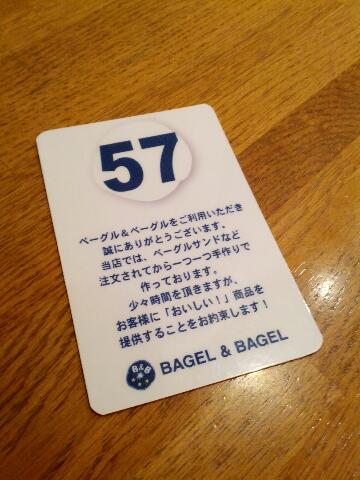 57
ベーグル&ベーグルをご利用いただき
誠にありがとうございます。
当店では、ベーグルサンドなど
注文されてから一つ一つ手作りで
作っております。
少々時間を頂きますが、
お客様に「おいしい!」商品を
提供することをお約束します!
B&B
BAGEL & BAGEL